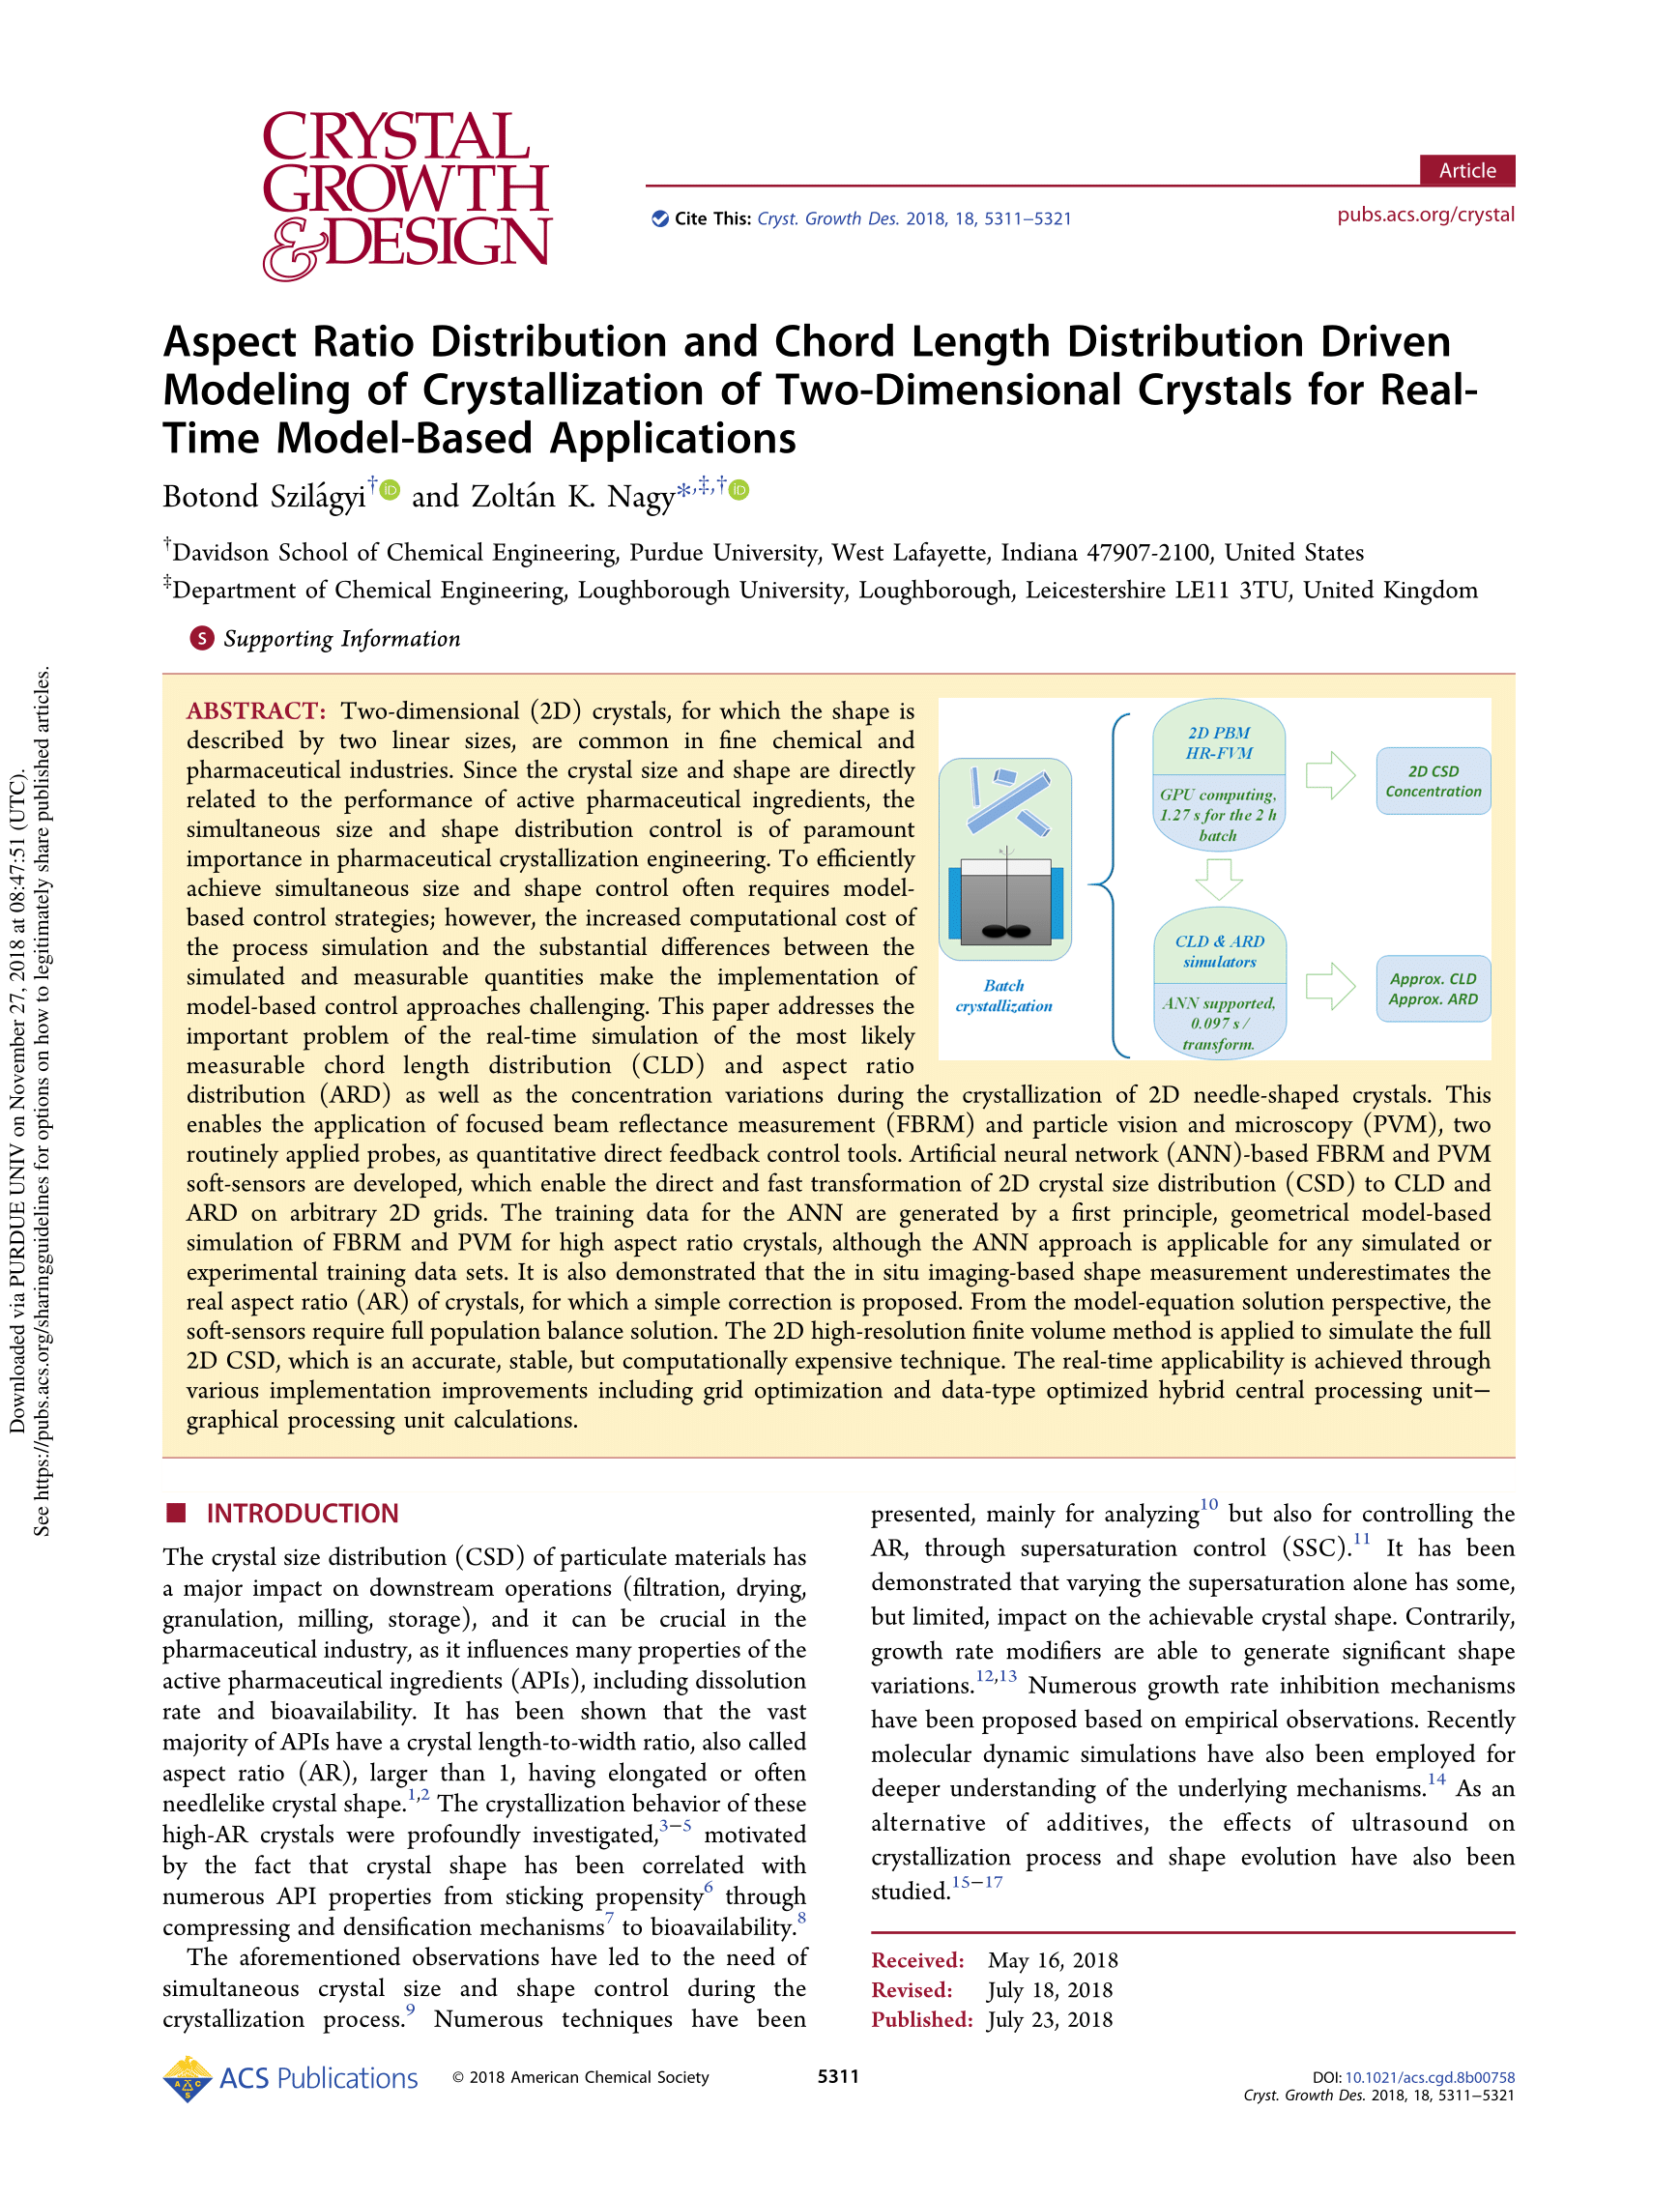 CRYSTAL
GROWTH
&DESIGN
Article
Cite This: Cryst. Growth Des. 2018, 18, 5311−5321
pubs.acs.org/crystal
Aspect Ratio Distribution and Chord Length Distribution Driven
Modeling of Crystallization of Two-Dimensional Crystals for Real-
Time Model-Based Applications
Botond Szilágyi† iD and Zoltán K. Nagy*,‡,† iD
†Davidson School of Chemical Engineering, Purdue University, West Lafayette, Indiana 47907-2100, United States
‡Department of Chemical Engineering, Loughborough University, Loughborough, Leicestershire LE11 3TU, United Kingdom
S Supporting Information
ABSTRACT: Two-dimensional (2D) crystals, for which the shape is
described by two linear sizes, are common in fine chemical and
pharmaceutical industries. Since the crystal size and shape are directly
related to the performance of active pharmaceutical ingredients, the
simultaneous size and shape distribution control is of paramount
importance in pharmaceutical crystallization engineering. To efficiently
achieve simultaneous size and shape control often requires model-
based control strategies; however, the increased computational cost of
the process simulation and the substantial differences between the
simulated and measurable quantities make the implementation of
model-based control approaches challenging. This paper addresses the
important problem of the real-time simulation of the most likely
measurable chord length distribution (CLD) and aspect ratio
distribution (ARD) as well as the concentration variations during the crystallization of 2D needle-shaped crystals. This
enables the application of focused beam reflectance measurement (FBRM) and particle vision and microscopy (PVM), two
routinely applied probes, as quantitative direct feedback control tools. Artificial neural network (ANN)-based FBRM and PVM
soft-sensors are developed, which enable the direct and fast transformation of 2D crystal size distribution (CSD) to CLD and
ARD on arbitrary 2D grids. The training data for the ANN are generated by a first principle, geometrical model-based
simulation of FBRM and PVM for high aspect ratio crystals, although the ANN approach is applicable for any simulated or
experimental training data sets. It is also demonstrated that the in situ imaging-based shape measurement underestimates the
real aspect ratio (AR) of crystals, for which a simple correction is proposed. From the model-equation solution perspective, the
soft-sensors require full population balance solution. The 2D high-resolution finite volume method is applied to simulate the full
2D CSD, which is an accurate, stable, but computationally expensive technique. The real-time applicability is achieved through
various implementation improvements including grid optimization and data-type optimized hybrid central processing unit−
graphical processing unit calculations.
Batch
crystallization
2D PBM
HR-FVM
GPU computing,
1.27 s for the 2 h
batch
2D CSD
Concentration
CLD & ARD
simulators
ANN supported,
0.097 s /
transform.
Approx. CLD
Approx. ARD
INTRODUCTION
The crystal size distribution (CSD) of particulate materials has
a major impact on downstream operations (filtration, drying,
granulation, milling, storage), and it can be crucial in the
pharmaceutical industry, as it influences many properties of the
active pharmaceutical ingredients (APIs), including dissolution
rate and bioavailability. It has been shown that the vast
majority of APIs have a crystal length-to-width ratio, also called
aspect ratio (AR), larger than 1, having elongated or often
needlelike crystal shape.1,2 The crystallization behavior of these
high-AR crystals were profoundly investigated,3−5 motivated
by the fact that crystal shape has been correlated with
numerous API properties from sticking propensity6 through
compressing and densification mechanisms7 to bioavailability.8
The aforementioned observations have led to the need of
simultaneous crystal size and shape control during the
crystallization process.9 Numerous techniques have been
presented, mainly for analyzing10 but also for controlling the
AR, through supersaturation control (SSC).11 It has been
demonstrated that varying the supersaturation alone has some,
but limited, impact on the achievable crystal shape. Contrarily,
growth rate modifiers are able to generate significant shape
variations.12,13 Numerous growth rate inhibition mechanisms
have been proposed based on empirical observations. Recently
molecular dynamic simulations have also been employed for
deeper understanding of the underlying mechanisms.14 As an
alternative of additives, the effects of ultrasound on
crystallization process and shape evolution have also been
studied.15−17
Received: May 16, 2018
Revised: July 18, 2018
Published: July 23, 2018
ACS Publications
© 2018 American Chemical Society
5311
DOI: 10.1021/acs.cgd.8b00758
Cryst. Growth Des. 2018, 18, 5311−5321
Downloaded via PURDUE UNIV on November 27, 2018 at 08:47:51 (UTC).
See https://pubs.acs.org/sharingguidelines for options on how to legitimately share published articles.